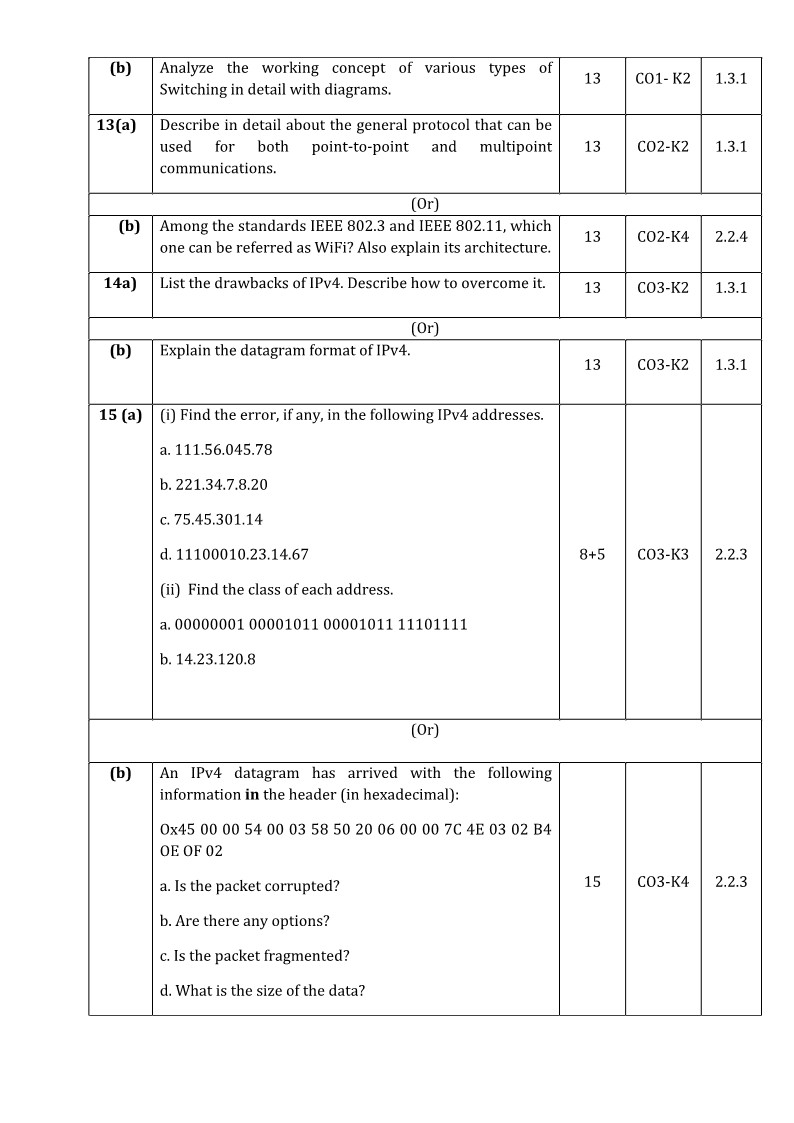 (b) Analyze the working concept of various types of
Switching in detail with diagrams.
13 CO1- K2 1.3.1
13(a) Describe in detail about the general protocol that can be
used for both point-to-point and multipoint
communications.
13 CO2-K2 1.3.1
(Or)
(b) Among the standards IEEE 802.3 and IEEE 802.11, which
one can be referred as WiFi? Also explain its architecture.
13 CO2-K4 2.2.4
14a) List the drawbacks of IPv4. Describe how to overcome it.
13 CO3-K2 1.3.1
(Or)
(b) Explain the datagram format of IPv4.
13 CO3-K2 1.3.1
15 (a) (i) Find the error, if any, in the following IPv4 addresses.
a. 111.56.045.78
b. 221.34.7.8.20
c. 75.45.301.14
d. 11100010.23.14.67
8+5 CO3-K3 2.2.3
(ii) Find the class of each address.
a. 00000001 00001011 00001011 11101111
b. 14.23.120.8
(Or)
(b) An IPv4 datagram has arrived with the following
information in the header (in hexadecimal):
Ox45 00 00 54 00 03 58 50 20 06 00 00 7C 4E 03 02 B4
OE OF 02
a. Is the packet corrupted?
15 CO3-K4 2.2.3
b. Are there any options?
c. Is the packet fragmented?
d. What is the size of the data?